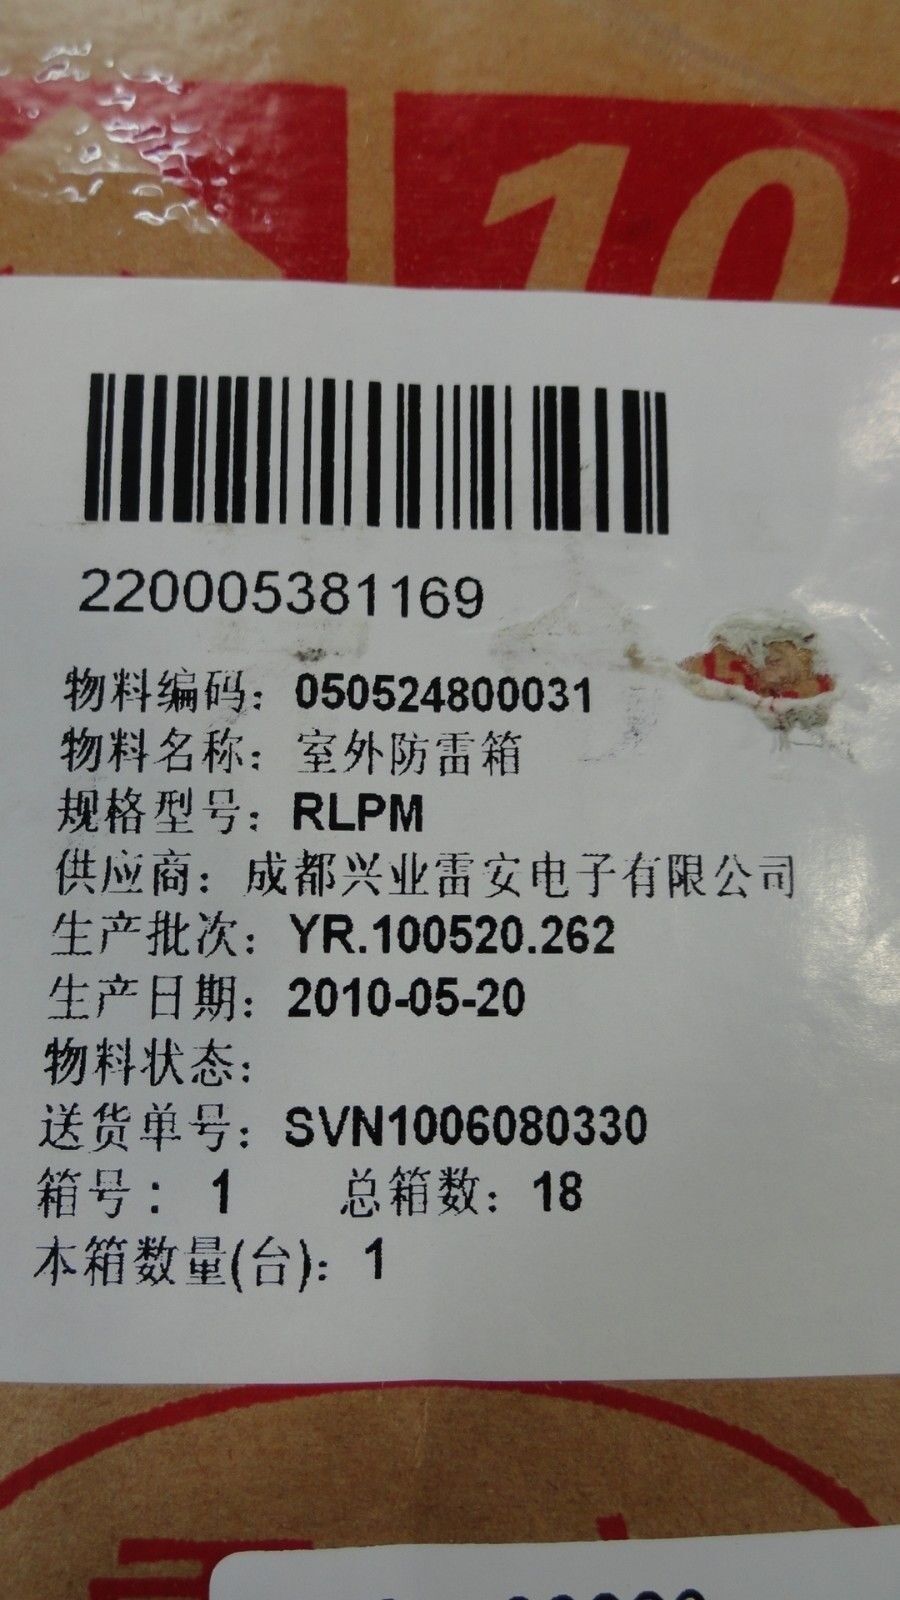 10
220005381169
物料编码：050524800031
物料名称：室外防雷箱
规格型号：RLPM
供应商：成都兴业雷安电子有限公司
生产批次：YR.100520.262
生产日期：2010-05-20
物料状态：
送货单号：SVN1006080330
箱号：1 总箱数：18
本箱数量(台)：1